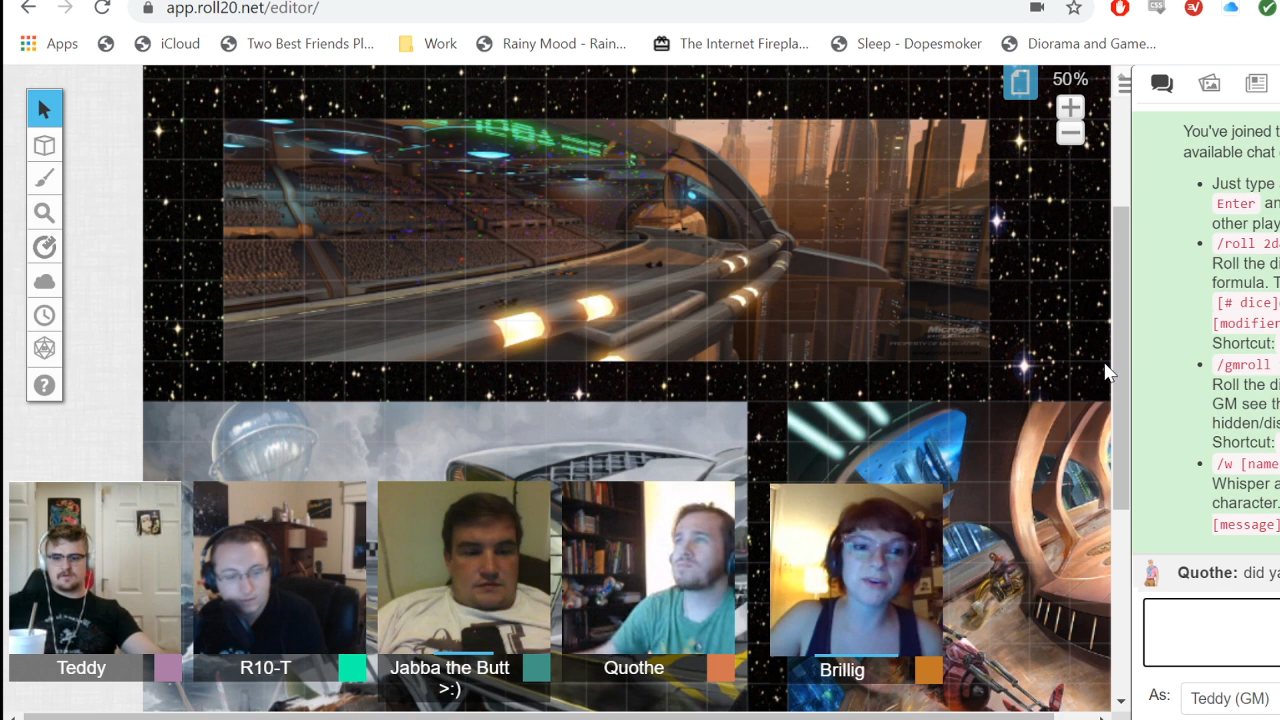 app.roll20.net/editor/
Apps iCloud Two Best Friends Pl... Work Rainy Mood - Rain... The Internet Firepla... Sleep - Dopesmoker Diorama and Game...
50%
You've joined
available chat
Just type
Enter an
other play
/roll 2d
Roll the di
formula. T
[# dice]
[modifier
Shortcut:
/gmroll
Roll the di
GM see th
hidden/dis
Shortcut:
/w [name
Whisper a
character.
[message]
Microsoft
Quothe: did ya
Teddy
R10-T
Jabba the Butt
>:)
Quothe
Brillig
As: Teddy (GM)